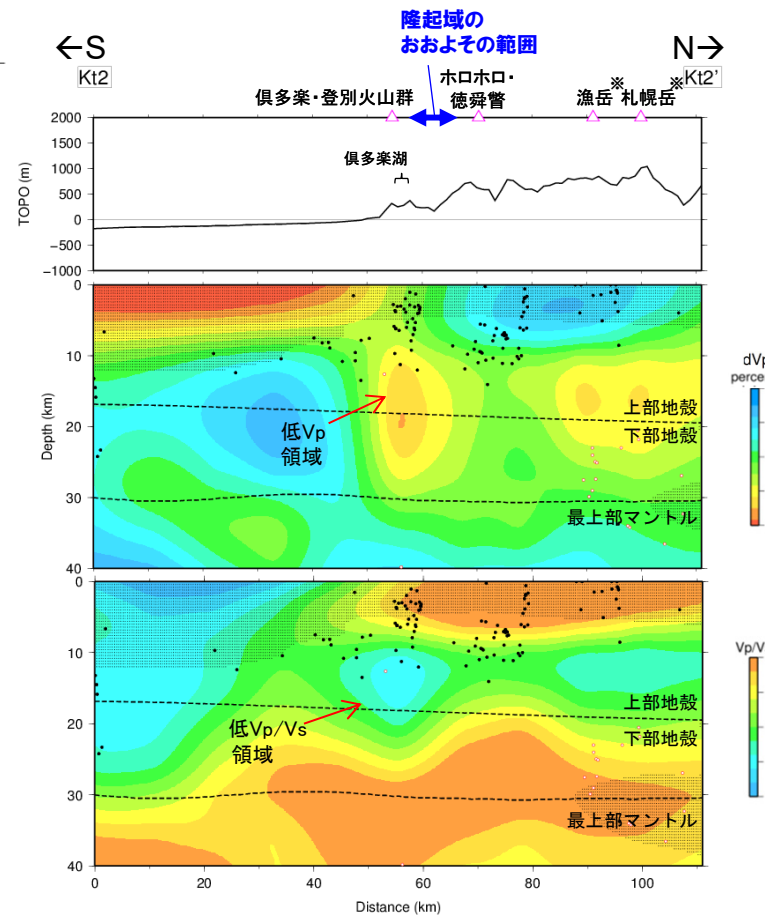 隆起域の
おおよその範囲
←S
N→
Kt2
Kt2'
俱多楽・登別火山群
ホロホロ・
徳舜瞥
漁岳※
札幌岳※
俱多楽湖
TOPO (m)
2000
1500
1000
500
0
−500
−1000
Depth (km)
0
10
20
30
40
低Vp
領域
上部地殻
下部地殻
最上部マントル
dVp
perce
0
10
20
30
40
低Vp/Vs
領域
上部地殻
下部地殻
最上部マントル
Vp/V
0
20
40
60
80
100
Distance (km)